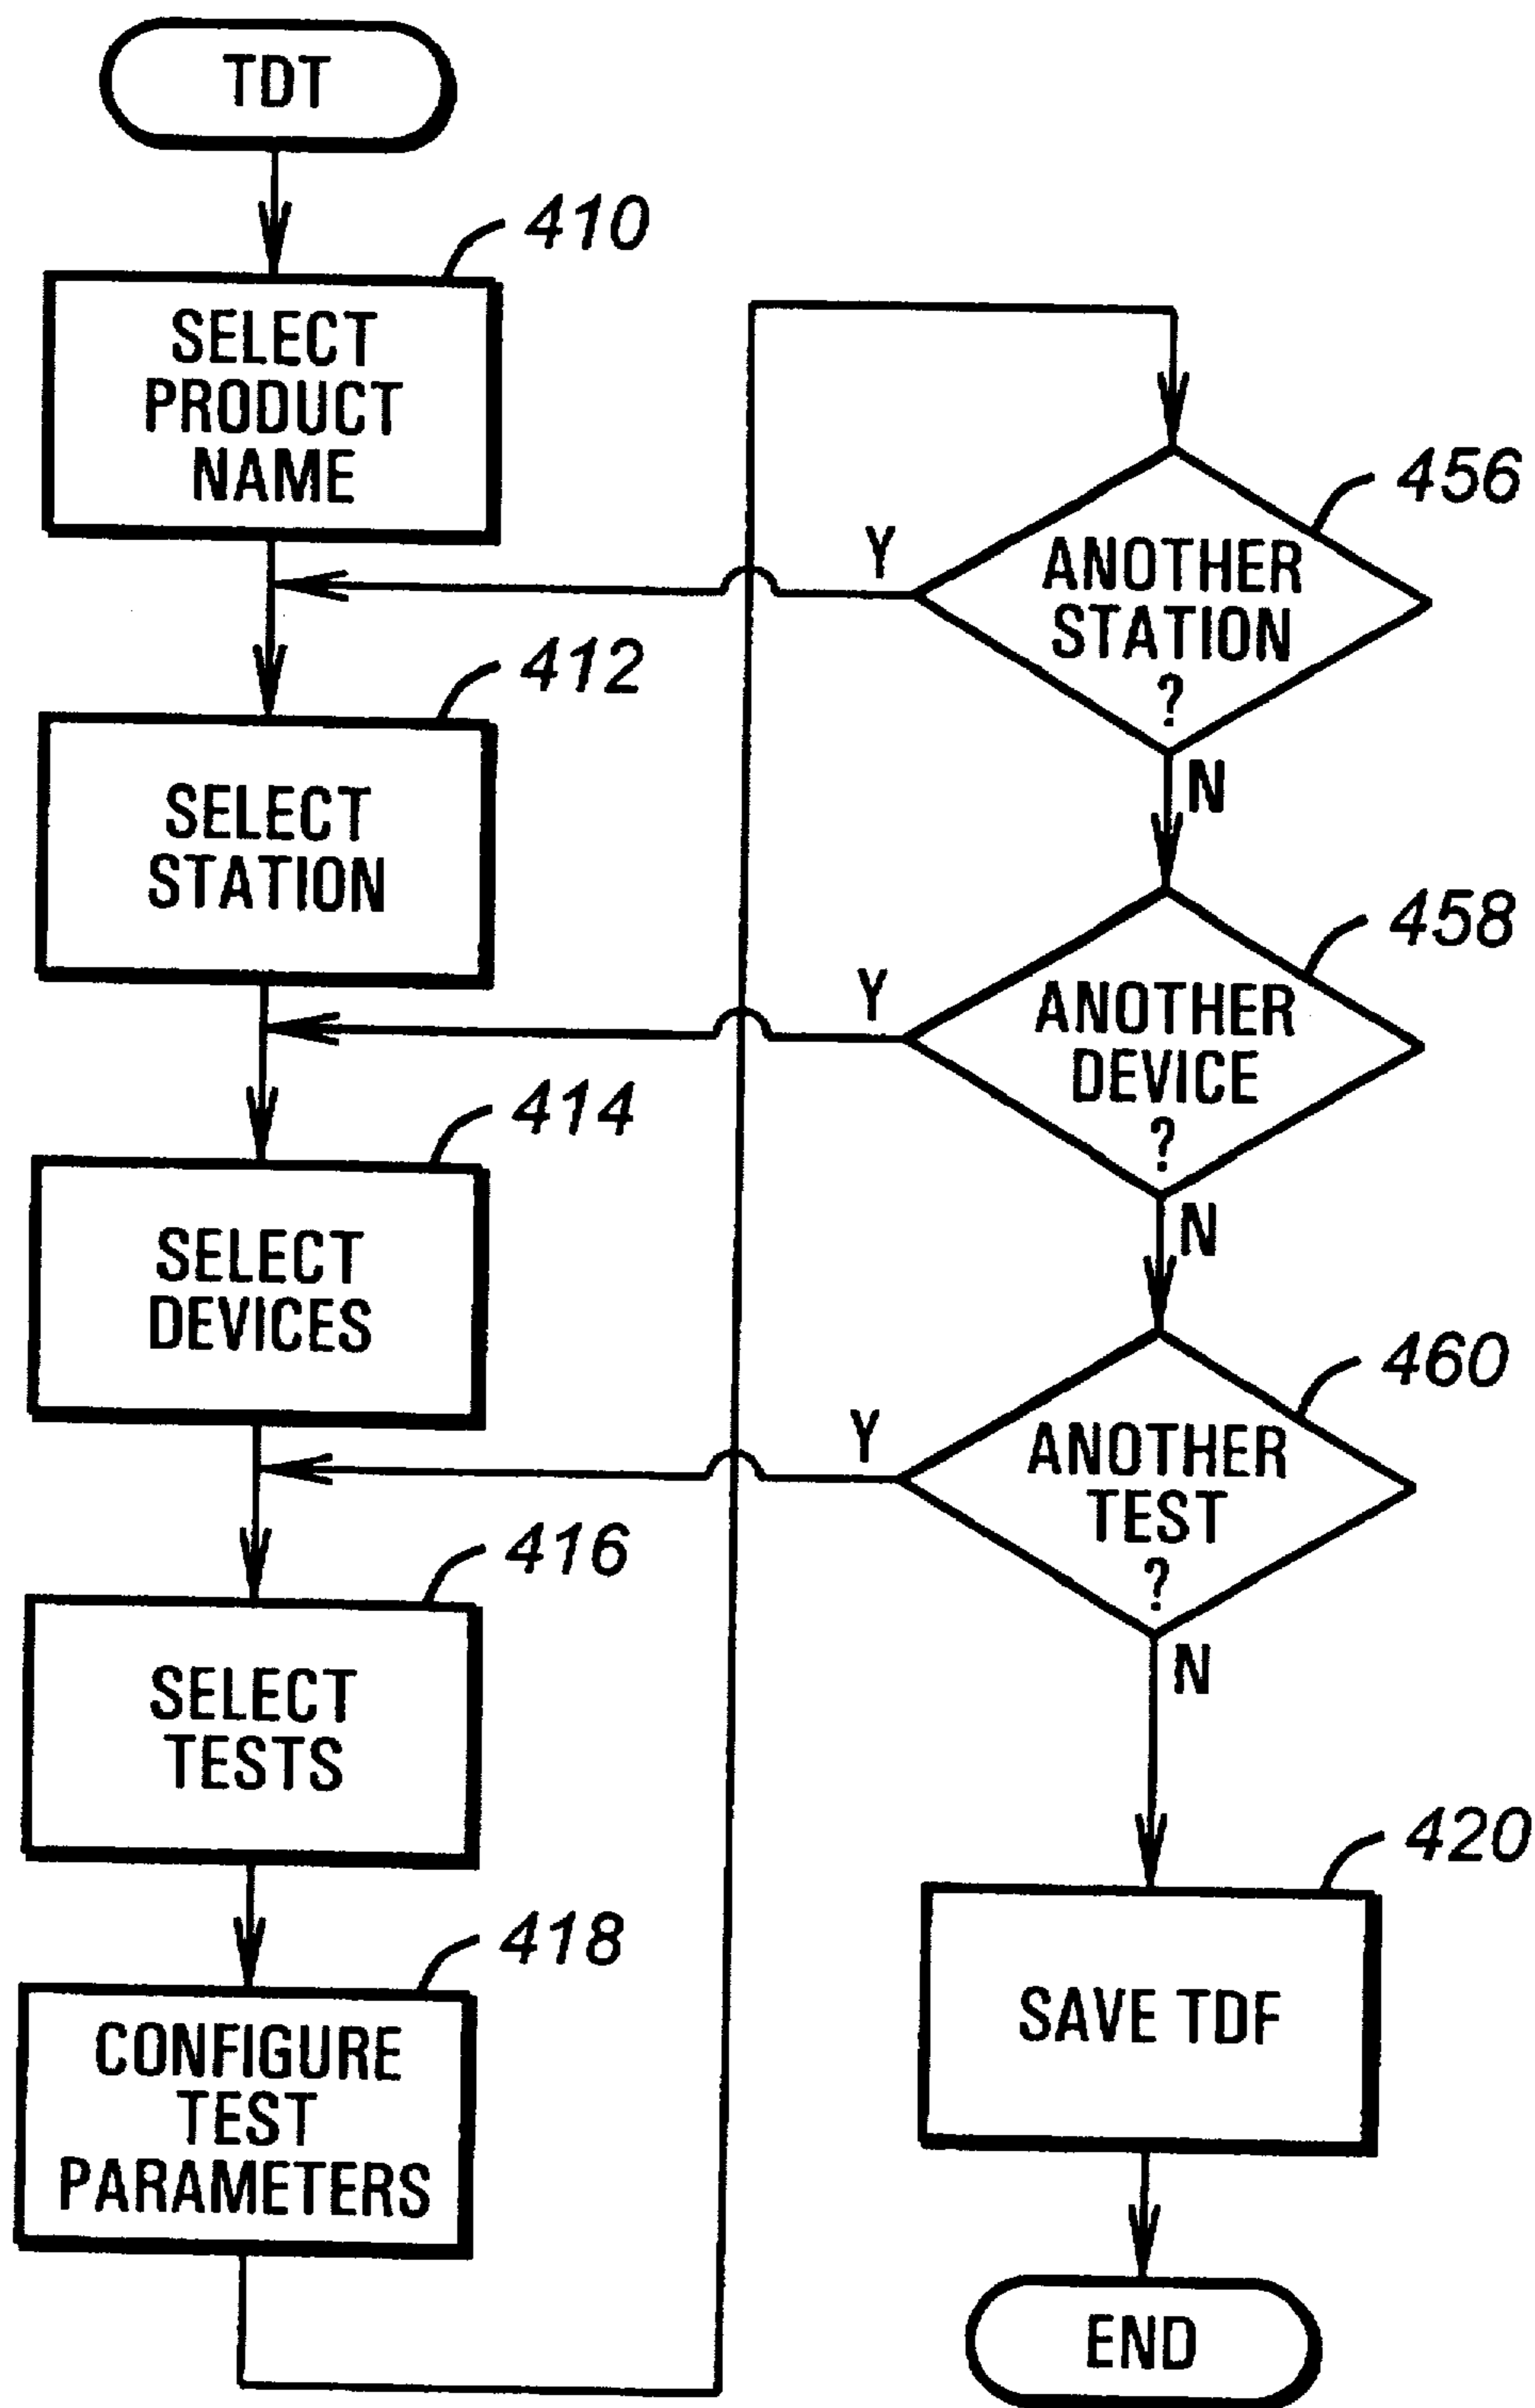 TDT
410
SELECT
PRODUCT
NAME
412
SELECT
STATION
414
SELECT
DEVICES
416
SELECT
TESTS
418
CONFIGURE
TEST
PARAMETERS
456
ANOTHER
STATION
?
Y
N
458
ANOTHER
DEVICE
?
Y
N
460
ANOTHER
TEST
?
Y
N
420
SAVE TDF
END